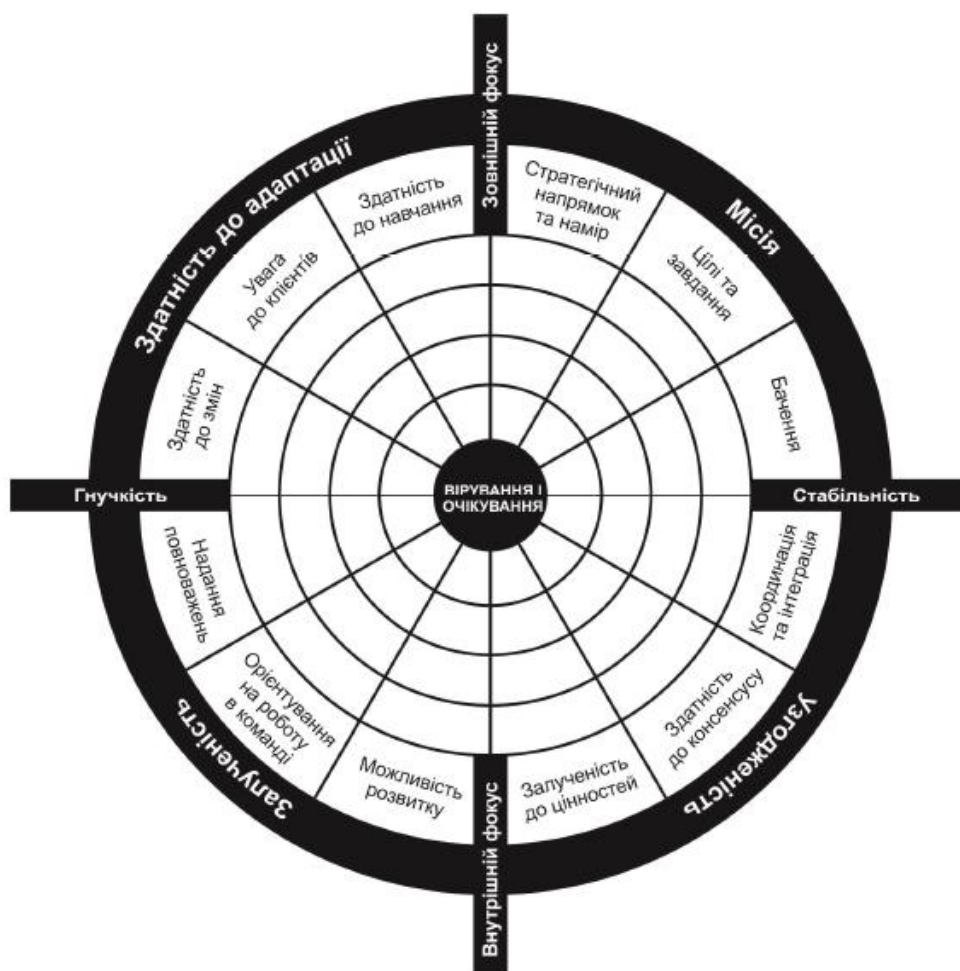 Зовнішній фокус
Здатність до адаптації
Місія
Здатність
до навчання
Стратегічний
напрямок
та намір
Увага
до клієнтів
Цілі та
завдання
Здатність
до змін
Бачення
Гнучкість
ВІРУВАННЯ І
ОЧІКУВАННЯ
Стабільність
Надання
повноважень
Координація
та інтеграція
Орієнтування
на роботу
в команді
Здатність
до консенсусу
Можливість
розвитку
Залученість
до цінностей
Залученість
Узгодженість
Внутрішній фокус